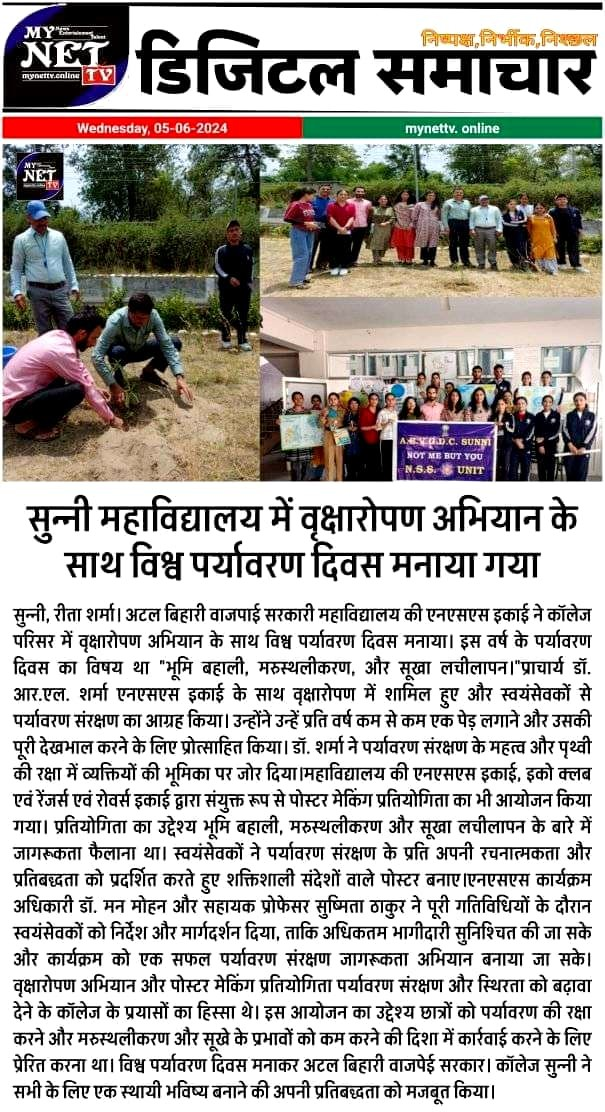 MY News Entertainment Talent
NET
TV
mynettv.online
निष्पक्ष,निर्भीक,निश्छल
डिजिटल समाचार
Wednesday, 05-06-2024
mynettv. online
MY
NET
TV
A.B.V.G.D.C. SUNNI
NOT ME BUT YOU
N.S.S. UNIT
सुन्नी महाविद्यालय में वृक्षारोपण अभियान के
साथ विश्व पर्यावरण दिवस मनाया गया
सुन्नी, रीता शर्मा। अटल बिहारी वाजपाई सरकारी महाविद्यालय की एनएसएस इकाई ने कॉलेज
परिसर में वृक्षारोपण अभियान के साथ विश्व पर्यावरण दिवस मनाया। इस वर्ष के पर्यावरण
दिवस का विषय था "भूमि बहाली, मरुस्थलीकरण, और सूखा लचीलापन।"प्राचार्य डॉ.
आर.एल. शर्मा एनएसएस इकाई के साथ वृक्षारोपण में शामिल हुए और स्वयंसेवकों से
पर्यावरण संरक्षण का आग्रह किया। उन्होंने उन्हें प्रति वर्ष कम से कम एक पेड़ लगाने और उसकी
पूरी देखभाल करने के लिए प्रोत्साहित किया। डॉ. शर्मा ने पर्यावरण संरक्षण के महत्व और पृथ्वी
की रक्षा में व्यक्तियों की भूमिका पर जोर दिया।महाविद्यालय की एनएसएस इकाई, इको क्लब
एवं रेंजर्स एवं रोवर्स इकाई द्वारा संयुक्त रूप से पोस्टर मेकिंग प्रतियोगिता का भी आयोजन किया
गया। प्रतियोगिता का उद्देश्य भूमि बहाली, मरुस्थलीकरण और सूखा लचीलापन के बारे में
जागरूकता फैलाना था। स्वयंसेवकों ने पर्यावरण संरक्षण के प्रति अपनी रचनात्मकता और
प्रतिबद्धता को प्रदर्शित करते हुए शक्तिशाली संदेशों वाले पोस्टर बनाए।एनएसएस कार्यक्रम
अधिकारी डॉ. मन मोहन और सहायक प्रोफेसर सुष्मिता ठाकुर ने पूरी गतिविधियों के दौरान
स्वयंसेवकों को निर्देश और मार्गदर्शन दिया, ताकि अधिकतम भागीदारी सुनिश्चित की जा सके
और कार्यक्रम को एक सफल पर्यावरण संरक्षण जागरूकता अभियान बनाया जा सके।
वृक्षारोपण अभियान और पोस्टर मेकिंग प्रतियोगिता पर्यावरण संरक्षण और स्थिरता को बढ़ावा
देने के कॉलेज के प्रयासों का हिस्सा थे। इस आयोजन का उद्देश्य छात्रों को पर्यावरण की रक्षा
करने और मरुस्थलीकरण और सूखे के प्रभावों को कम करने की दिशा में कार्रवाई करने के लिए
प्रेरित करना था। विश्व पर्यावरण दिवस मनाकर अटल बिहारी वाजपेई सरकार। कॉलेज सुन्नी ने
सभी के लिए एक स्थायी भविष्य बनाने की अपनी प्रतिबद्धता को मजबूत किया।